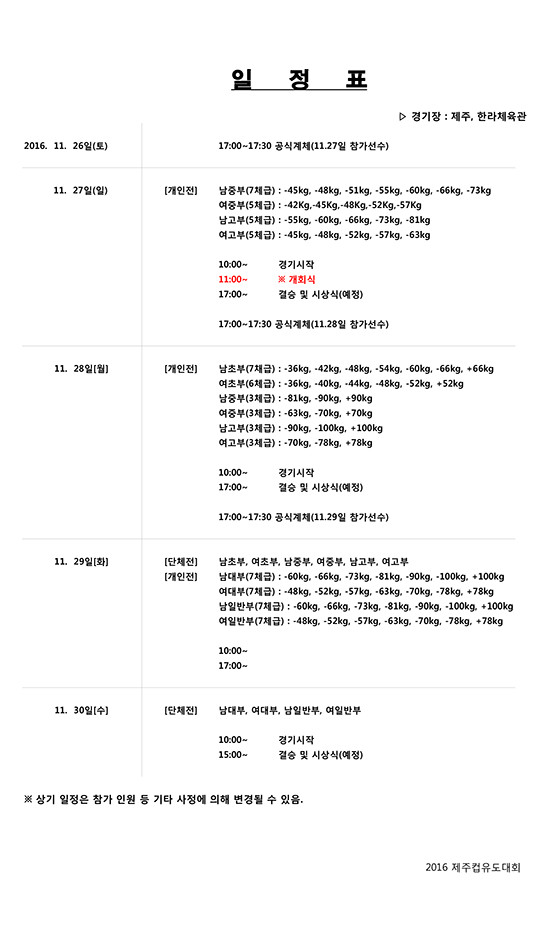 일 정 표
▷ 경기장 : 제주, 한라체육관
2016. 11. 26일(토) 17:00~17:30 공식계체(11.27일 참가선수)
11. 27일(일) [개인전] 남중부(7체급) : -45kg, -48kg, -51kg, -55kg, -60kg, -66kg, -73kg
여중부(5체급) : -42Kg,-45Kg,-48Kg,-52Kg,-57Kg
남고부(5체급) : -55kg, -60kg, -66kg, -73kg, -81kg
여고부(5체급) : -45kg, -48kg, -52kg, -57kg, -63kg
10:00~ 경기시작
11:00~ ※ 개회식
17:00~ 결승 및 시상식(예정)
17:00~17:30 공식계체(11.28일 참가선수)
11. 28일[월] [개인전] 남초부(7체급) : -36kg, -42kg, -48kg, -54kg, -60kg, -66kg, +66kg
여초부(6체급) : -36kg, -40kg, -44kg, -48kg, -52kg, +52kg
남중부(3체급) : -81kg, -90kg, +90kg
여중부(3체급) : -63kg, -70kg, +70kg
남고부(3체급) : -90kg, -100kg, +100kg
여고부(3체급) : -70kg, -78kg, +78kg
10:00~ 경기시작
17:00~ 결승 및 시상식(예정)
17:00~17:30 공식계체(11.29일 참가선수)
11. 29일[화] [단체전] 남초부, 여초부, 남중부, 여중부, 남고부, 여고부
[개인전] 남대부(7체급) : -60kg, -66kg, -73kg, -81kg, -90kg, -100kg, +100kg
여대부(7체급) : -48kg, -52kg, -57kg, -63kg, -70kg, -78kg, +78kg
남일반부(7체급) : -60kg, -66kg, -73kg, -81kg, -90kg, -100kg, +100kg
여일반부(7체급) : -48kg, -52kg, -57kg, -63kg, -70kg, -78kg, +78kg
10:00~
17:00~
11. 30일[수] [단체전] 남대부, 여대부, 남일반부, 여일반부
10:00~ 경기시작
15:00~ 결승 및 시상식(예정)
※ 상기 일정은 참가 인원 등 기타 사정에 의해 변경될 수 있음.
2016 제주컵유도대회